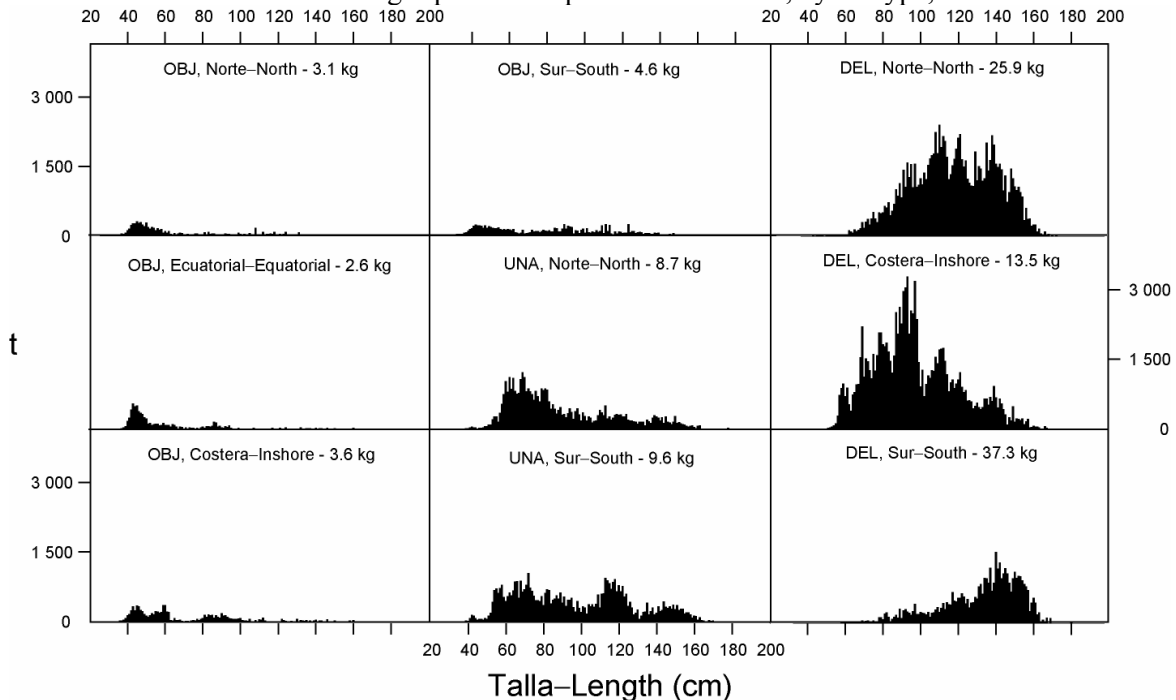 20 40 60 80 100 120 140 160 180 200 20 40 60 80 100 120 140 160 180 200
OBJ, Norte–North - 3.1 kg
OBJ, Sur–South - 4.6 kg
DEL, Norte–North - 25.9 kg
3 000
1 500
0
OBJ, Ecuatorial–Equatorial - 2.6 kg
UNA, Norte–North - 8.7 kg
DEL, Costera–Inshore - 13.5 kg
3 000
1 500
0
t
OBJ, Costera–Inshore - 3.6 kg
UNA, Sur–South - 9.6 kg
DEL, Sur–South - 37.3 kg
3 000
1 500
0
20 40 60 80 100 120 140 160 180 200
Talla–Length (cm)